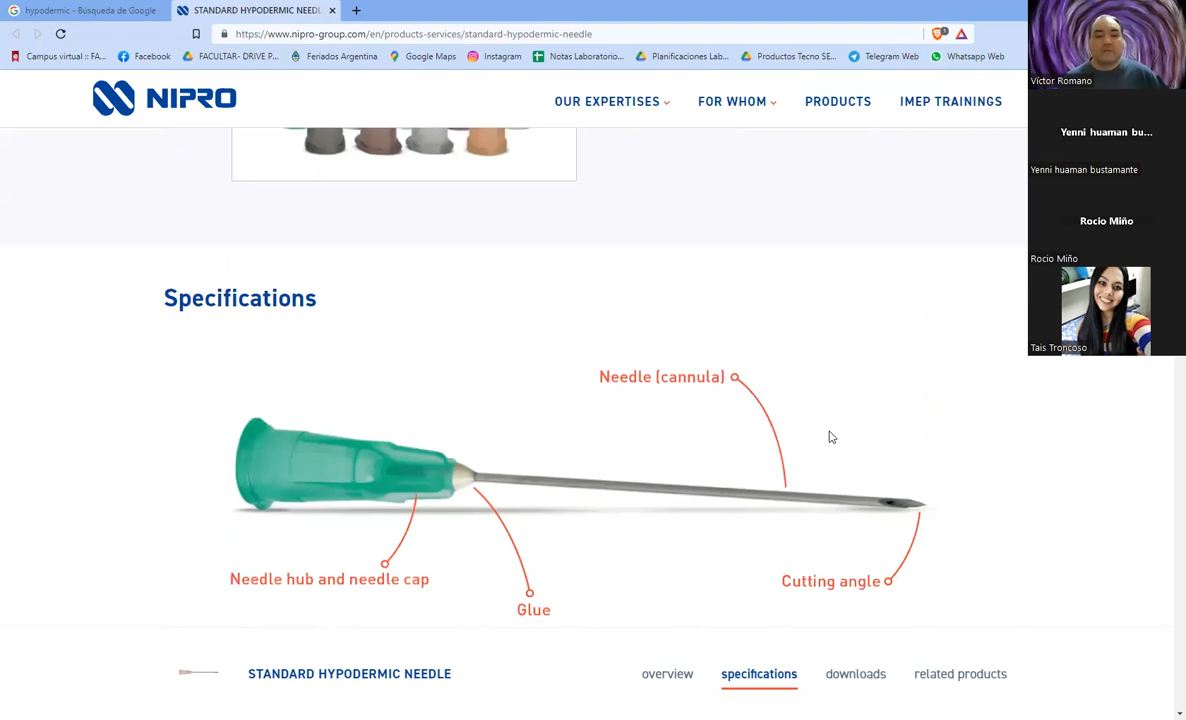 hypodermic - Búsqueda de Google
STANDARD HYPODERMIC NEEDL
https://www.nipro-group.com/en/products-services/standard-hypodermic-needle
1
Campus virtual :: FA...
Facebook
FACULTAR- DRIVE P...
Feriados Argentina
Google Maps
Instagram
Notas Laboratorio...
Planificaciones Lab...
Productos Tecno SE...
Telegram Web
Whatsapp Web
NIPRO
OUR EXPERTISES
FOR WHOM
PRODUCTS
IMEP TRAININGS
Víctor Romano
Yenni huaman bu...
Yenni huaman bustamante
Rocio Miño
Rocio Miño
Tais Troncoso
Specifications
Needle (cannula)
Needle hub and needle cap
Glue
Cutting angle
STANDARD HYPODERMIC NEEDLE
overview
specifications
downloads
related products